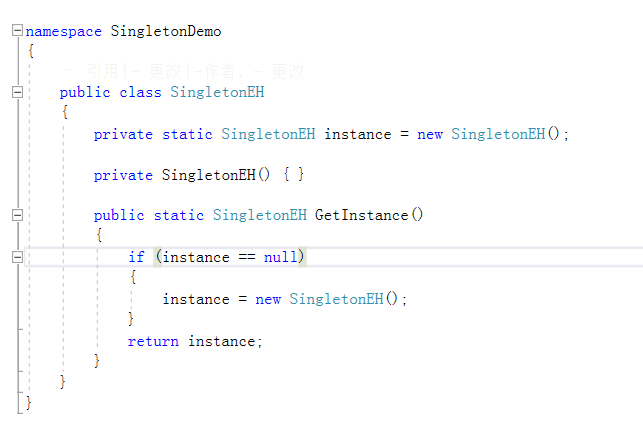 namespace SingletonDemo
{
- 引用|- 更改|-作者, - 更改
public class SingletonEH
{
private static SingletonEH instance = new SingletonEH();
private SingletonEH() { }
public static SingletonEH GetInstance()
{
if (instance == null)
{
instance = new SingletonEH();
}
return instance;
}
}
}